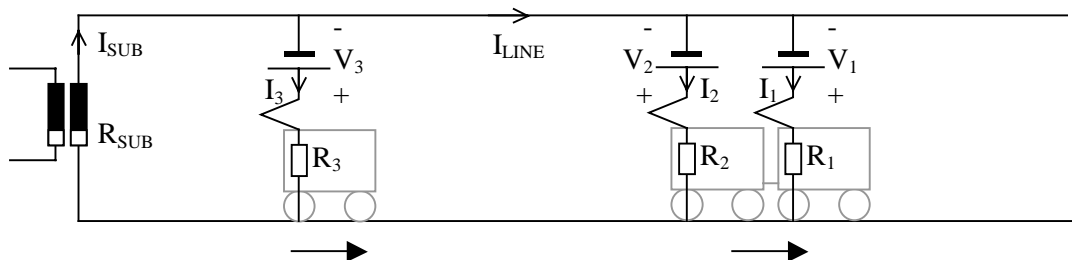 - - -
I_SUB I_LINE
V_3 V_2 V_1
I_3 + + I_2 I_1 +
R_SUB R_3 R_2 R_1